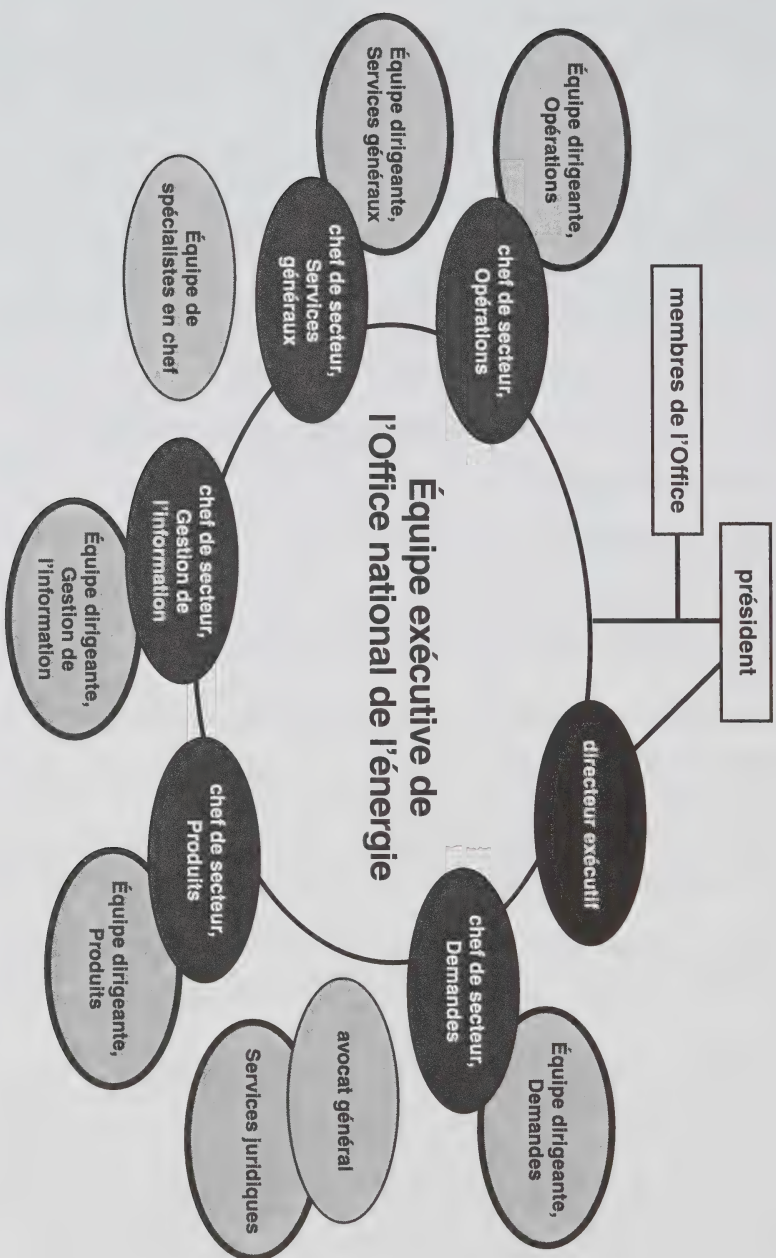 président
membres de l'Office
directeur exécutif
Équipe dirigeante,
Opérations
chef de secteur,
Opérations
Équipe exécutive de
l'Office national de l'énergie
chef de secteur,
Demandes
Équipe dirigeante,
Demandes
Équipe dirigeante,
Services généraux
chef de secteur,
Services
généraux
avocat général
Services juridiques
Équipe de
spécialistes en chef
chef de secteur,
Gestion de
l'information
chef de secteur,
Produits
Équipe dirigeante,
Gestion de
l'information
Équipe dirigeante,
Produits